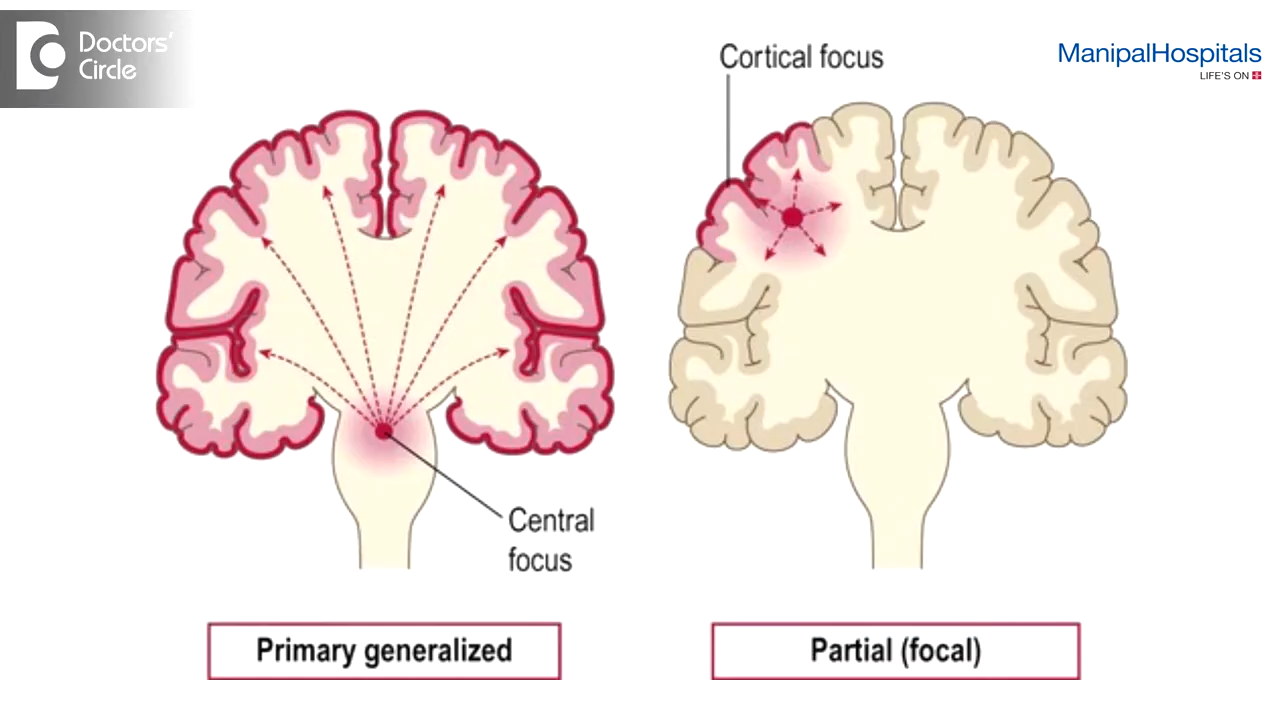 Doctors'
Circle
Cortical focus
ManipalHospitals
LIFE'S ON
Central
focus
Primary generalized
Partial (focal)